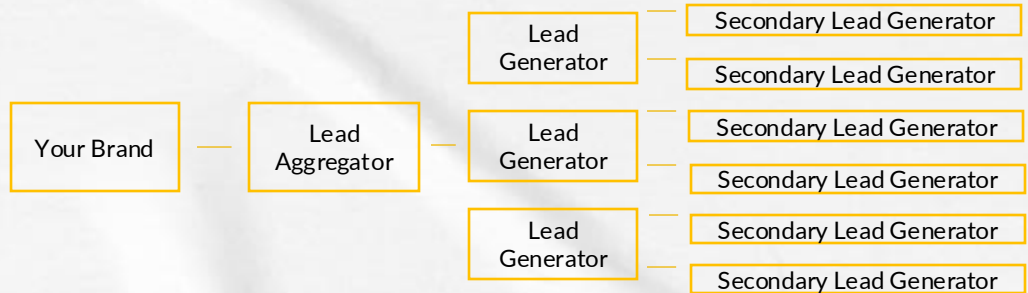 Your Brand
Lead
Aggregator
Lead
Generator
Secondary Lead Generator
Secondary Lead Generator
Lead
Generator
Secondary Lead Generator
Secondary Lead Generator
Lead
Generator
Secondary Lead Generator
Secondary Lead Generator